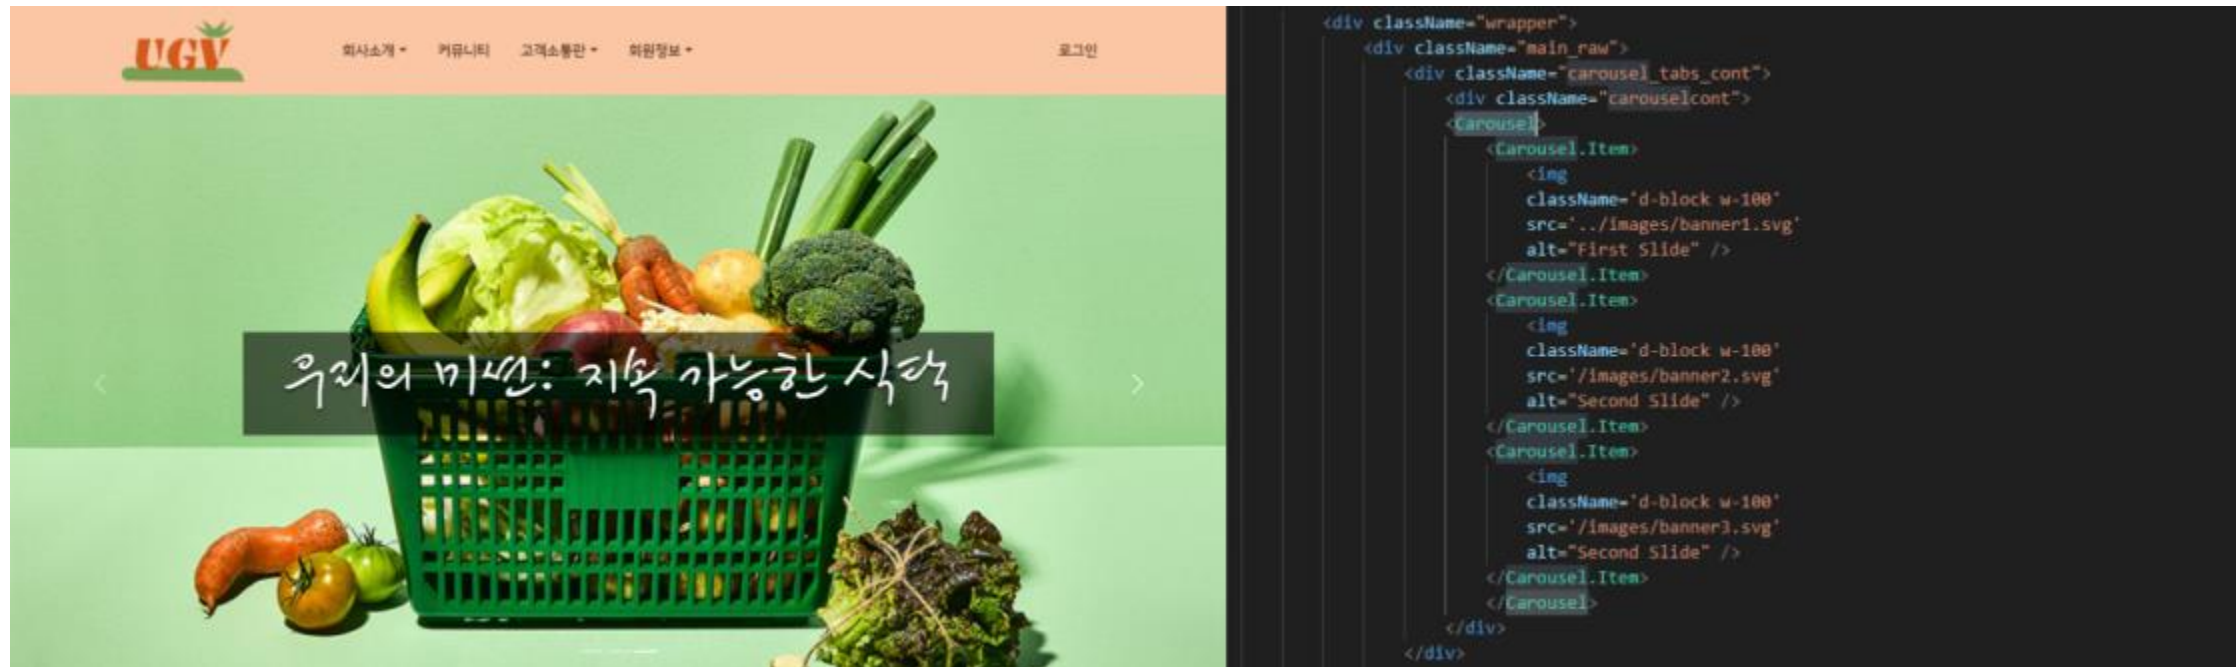 UGV
회사소개
커뮤니티
고객소통판
회원정보
로그인
우리의 미션: 지속 가능한 식탁
<div className="wrapper">
<div className="main_raw">
<div className="carousel_tabs_cont">
<div className="carouselcont">
<Carousel>
<Carousel.Item>
<img
className='d-block w-100'
src='../images/banner1.svg'
alt="First Slide" />
</Carousel.Item>
<Carousel.Item>
<img
className='d-block w-100'
src='/images/banner2.svg'
alt="Second Slide" />
</Carousel.Item>
<Carousel.Item>
<img
className='d-block w-100'
src='/images/banner3.svg'
alt="Second Slide" />
</Carousel.Item>
</Carousel>
</div>
</div>